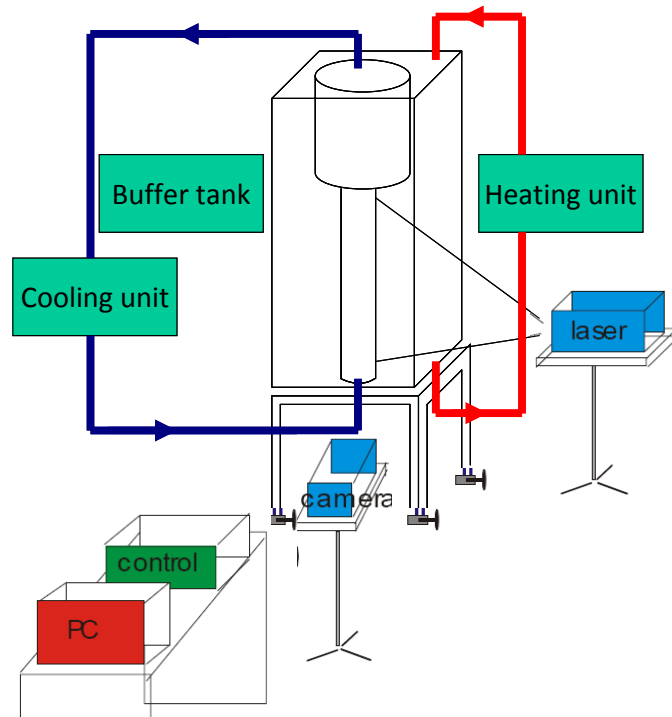 Buffer tank
Heating unit
Cooling unit
laser
camera
control
PC